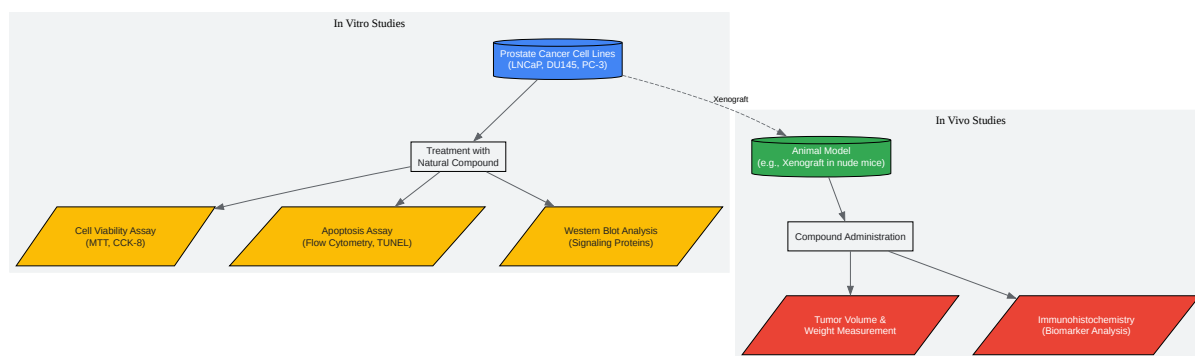 In Vitro Studies
Prostate Cancer Cell Lines
(LNCaP, DU145, PC-3)
Xenograft
Treatment with
Natural Compound
Cell Viability Assay
(MTT, CCK-8)
Apoptosis Assay
(Flow Cytometry, TUNEL)
Western Blot Analysis
(Signaling Proteins)
In Vivo Studies
Animal Model
(e.g., Xenograft in nude mice)
Compound Administration
Tumor Volume &
Weight Measurement
Immunohistochemistry
(Biomarker Analysis)